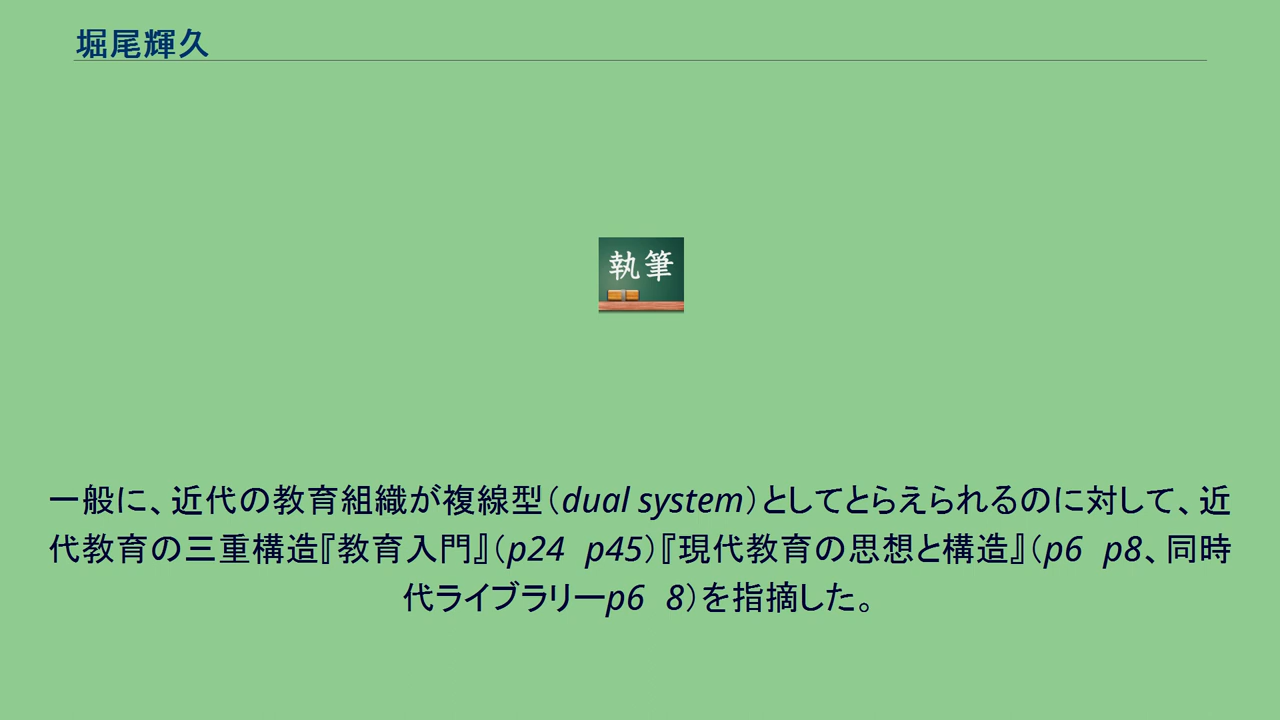 堀尾輝久
執筆
一般に、近代の教育組織が複線型（dual system）としてとらえられるのに対して、近
代教育の三重構造『教育入門』（p24 p45）『現代教育の思想と構造』（p6 p8、同時
代ライブラリーp6 8）を指摘した。